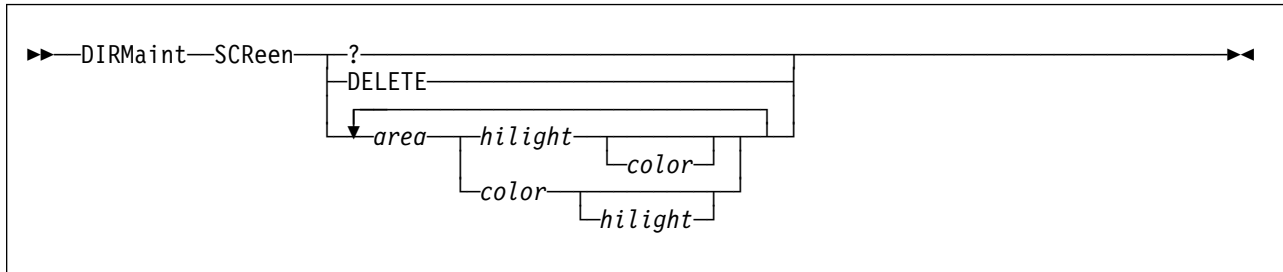 DIRMaint SCReen ?
DELETE
area hilight
color
color
hilight